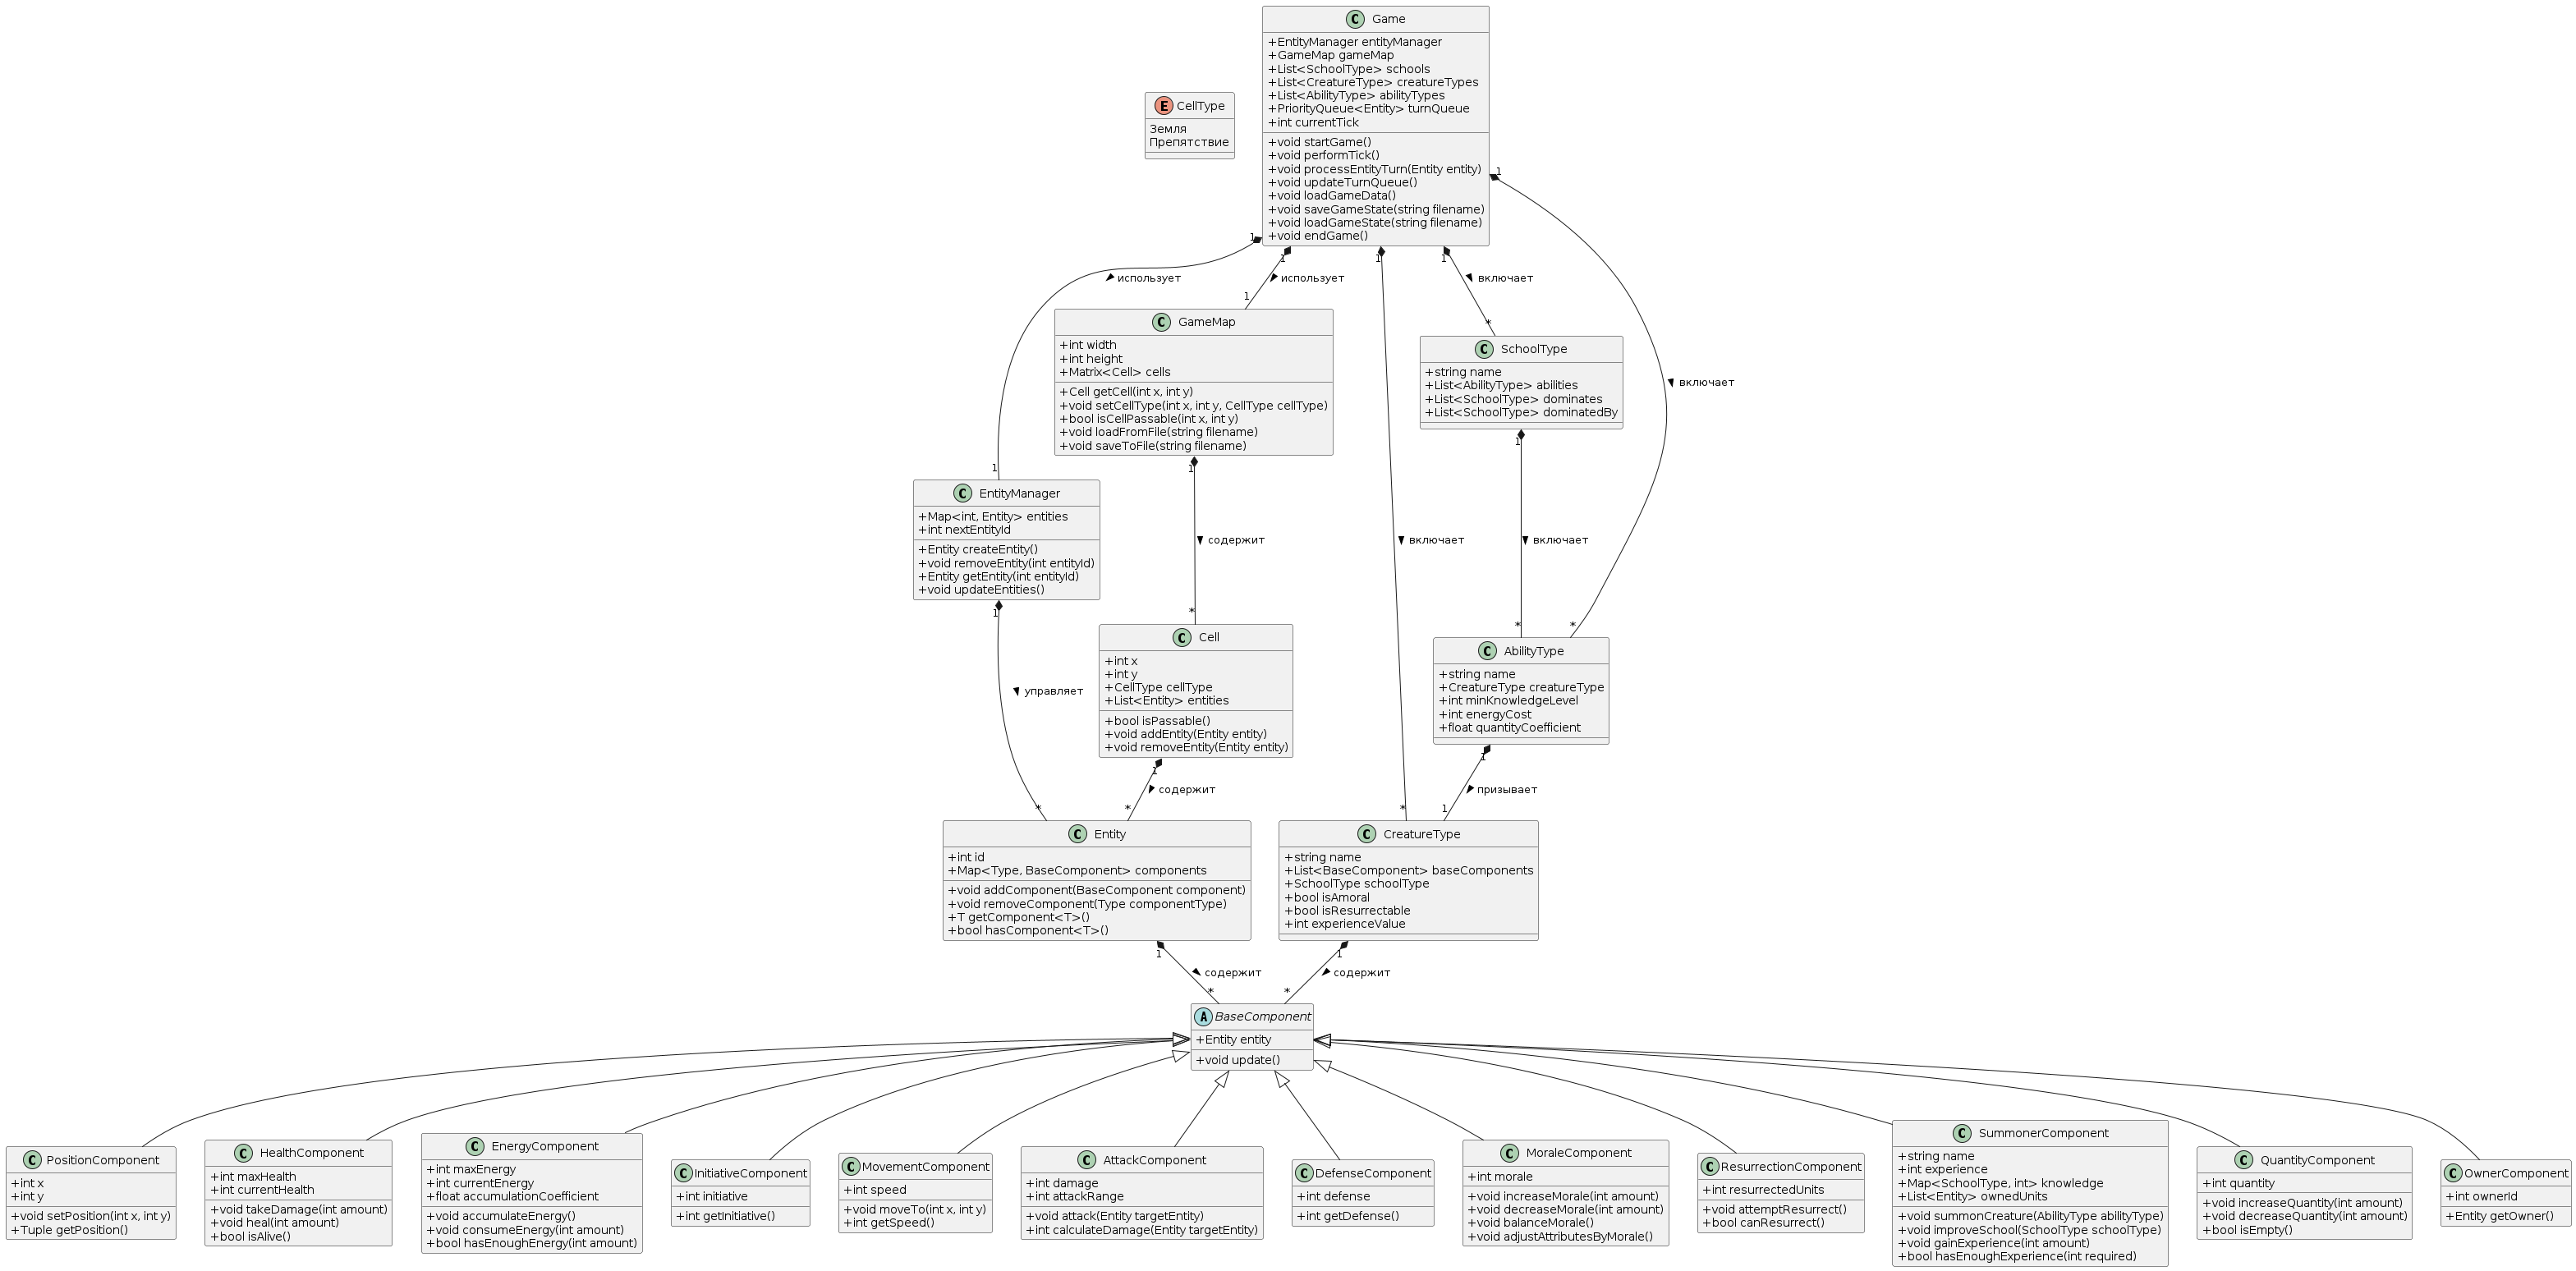 C Game
+EntityManager entityManager
+GameMap gameMap
+List<SchoolType> schools
+List<CreatureType> creatureTypes
+List<AbilityType> abilityTypes
+PriorityQueue<Entity> turnQueue
+int currentTick
+void startGame()
+void performTick()
+void processEntityTurn(Entity entity)
+void updateTurnQueue()
+void loadGameData()
+void saveGameState(string filename)
+void loadGameState(string filename)
+void endGame()
E CellType
Земля
Препятствие
1
1
1
1
1
использует
использует
включает
включает
включает
1
1
*
*
*
C GameMap
+int width
+int height
+Matrix<Cell> cells
+Cell getCell(int x, int y)
+void setCellType(int x, int y, CellType cellType)
+bool isCellPassable(int x, int y)
+void loadFromFile(string filename)
+void saveToFile(string filename)
C SchoolType
+string name
+List<AbilityType> abilities
+List<SchoolType> dominates
+List<SchoolType> dominatedBy
1
содержит
*
1
включает
*
C EntityManager
+Map<int, Entity> entities
+int nextEntityId
+Entity createEntity()
+void removeEntity(int entityId)
+Entity getEntity(int entityId)
+void updateEntities()
1
управляет
*
C Cell
+int x
+int y
+CellType cellType
+List<Entity> entities
+bool isPassable()
+void addEntity(Entity entity)
+void removeEntity(Entity entity)
1
содержит
*
C AbilityType
+string name
+CreatureType creatureType
+int minKnowledgeLevel
+int energyCost
+float quantityCoefficient
1
призывает
1
C Entity
+int id
+Map<Type, BaseComponent> components
+void addComponent(BaseComponent component)
+void removeComponent(Type componentType)
+T getComponent<T>()
+bool hasComponent<T>()
1
содержит
*
C CreatureType
+string name
+List<BaseComponent> baseComponents
+SchoolType schoolType
+bool isAmoral
+bool isResurrectable
+int experienceValue
1
содержит
*
A BaseComponent
+Entity entity
+void update()
C PositionComponent
+int x
+int y
+void setPosition(int x, int y)
+Tuple getPosition()
C HealthComponent
+int maxHealth
+int currentHealth
+void takeDamage(int amount)
+void heal(int amount)
+bool isAlive()
C EnergyComponent
+int maxEnergy
+int currentEnergy
+float accumulationCoefficient
+void accumulateEnergy()
+void consumeEnergy(int amount)
+bool hasEnoughEnergy(int amount)
C InitiativeComponent
+int initiative
+int getInitiative()
C MovementComponent
+int speed
+void moveTo(int x, int y)
+int getSpeed()
C AttackComponent
+int damage
+int attackRange
+void attack(Entity targetEntity)
+int calculateDamage(Entity targetEntity)
C DefenseComponent
+int defense
+int getDefense()
C MoraleComponent
+int morale
+void increaseMorale(int amount)
+void decreaseMorale(int amount)
+void balanceMorale()
+void adjustAttributesByMorale()
C ResurrectionComponent
+int resurrectedUnits
+void attemptResurrect()
+bool canResurrect()
C SummonerComponent
+string name
+int experience
+Map<SchoolType, int> knowledge
+List<Entity> ownedUnits
+void summonCreature(AbilityType abilityType)
+void improveSchool(SchoolType schoolType)
+void gainExperience(int amount)
+bool hasEnoughExperience(int required)
C QuantityComponent
+int quantity
+void increaseQuantity(int amount)
+void decreaseQuantity(int amount)
+bool isEmpty()
C OwnerComponent
+int ownerId
+Entity getOwner()